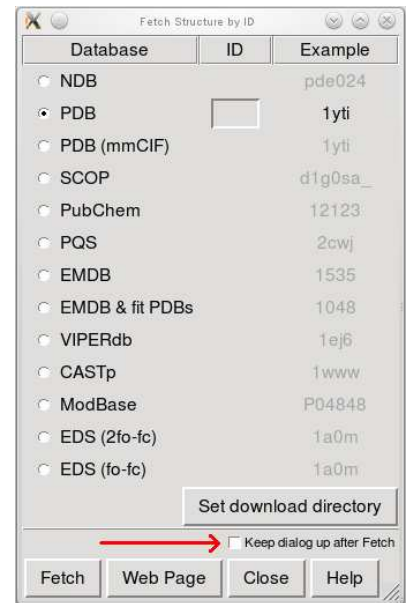 Fetch Structure by ID
Database ID Example
NDB pde024
PDB 1yti
PDB (mmCIF) 1yti
SCOP d1g0sa_
PubChem 12123
PQS 2cwj
EMDB 1535
EMDB & fit PDBs 1048
VIPERdb 1ej6
CASTp 1www
ModBase P04848
EDS (2fo-fc) 1a0m
EDS (fo-fc) 1a0m
Set download directory
Keep dialog up after Fetch
Fetch Web Page Close Help